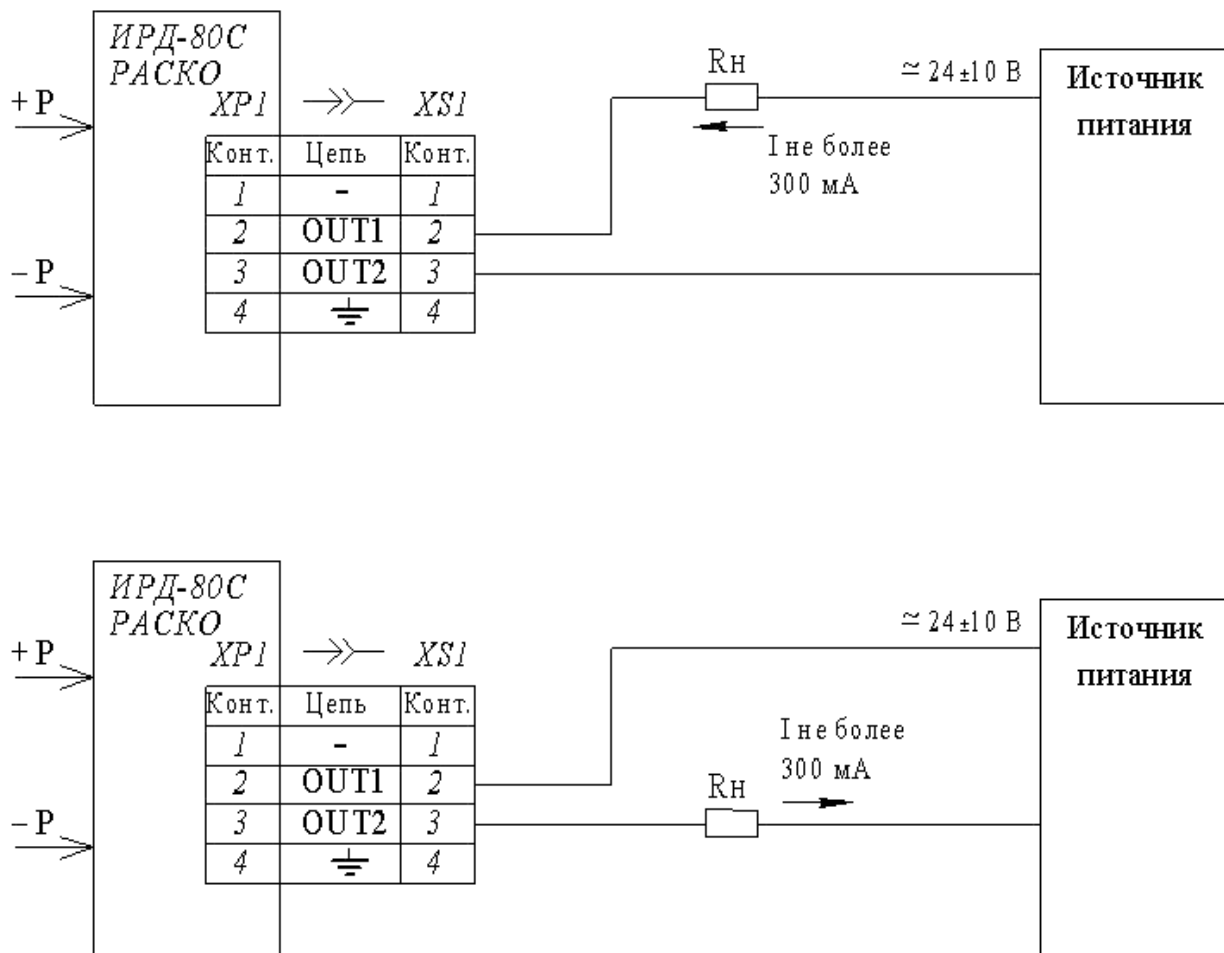 ИРД-80С
РАСКО
Rн
≃ 24±10 В
Источник
питания
+P
XP1
XS1
I не более
300 мА
Конт. Цепь Конт.
1 - 1
2 OUT1 2
3 OUT2 3
4 4
–P
ИРД-80С
РАСКО
≃ 24±10 В
Источник
питания
+P
XP1
XS1
Конт. Цепь Конт.
1 - 1
2 OUT1 2
3 OUT2 3
4 4
I не более
300 мА
Rн
–P